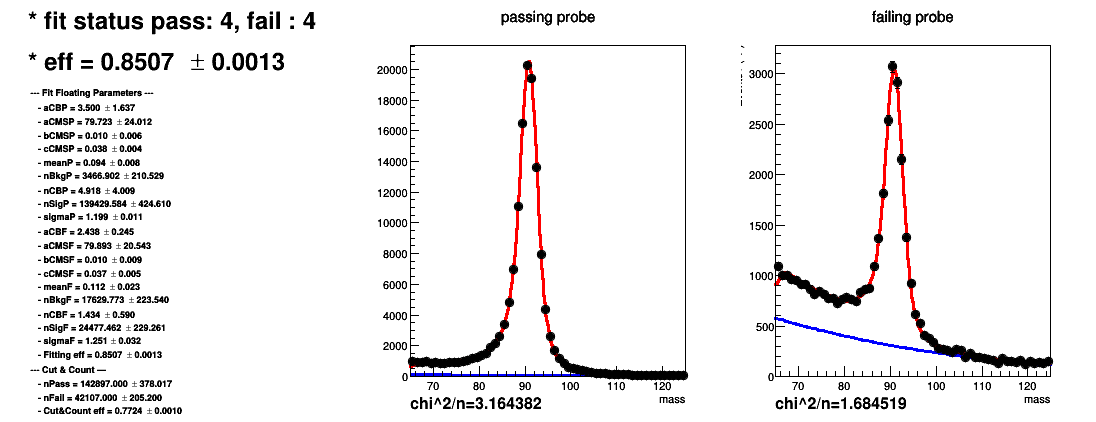 * fit status pass: 4, fail : 4
* eff = 0.8507 ± 0.0013
--- Fit Floating Parameters ---
- aCBP = 3.500 ± 1.637
- aCMSP = 79.723 ± 24.012
- bCMSP = 0.010 ± 0.006
- cCMSP = 0.038 ± 0.004
- meanP = 0.094 ± 0.008
- nBkgP = 3466.902 ± 210.529
- nCBP = 4.918 ± 4.009
- nSigP = 139429.584 ± 424.610
- sigmaP = 1.199 ± 0.011
- aCBF = 2.438 ± 0.245
- aCMSF = 79.893 ± 20.543
- bCMSF = 0.010 ± 0.009
- cCMSF = 0.037 ± 0.005
- meanF = 0.112 ± 0.023
- nBkgF = 17629.773 ± 223.540
- nCBF = 1.434 ± 0.590
- nSigF = 24477.462 ± 229.261
- sigmaF = 1.251 ± 0.032
- Fitting eff = 0.8507 ± 0.0013
--- Cut & Count ---
- nPass = 142897.000 ± 378.017
- nFail = 42107.000 ± 205.200
- Cut&Count eff = 0.7724 ± 0.0010
passing probe
20000
18000
16000
14000
12000
10000
8000
6000
4000
2000
0
70 80 90 100 110 120
mass
chi^2/n=3.164382
failing probe
3000
2500
2000
1500
1000
500
0
70 80 90 100 110 120
mass
chi^2/n=1.684519